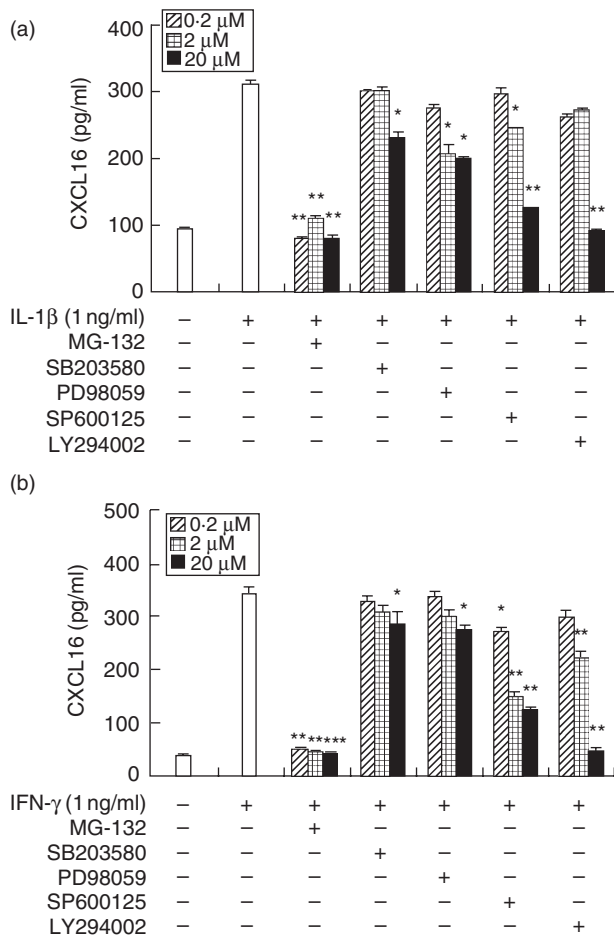 (a)
400
300
200
100
0
CXCL16 (pg/ml)
0·2 μM
2 μM
20 μM
** ** **
*
* *
* **
**
IL-1β (1 ng/ml) – + + + + + +
MG-132 – – + – – – –
SB203580 – – – + – – –
PD98059 – – – – + – –
SP600125 – – – – – + –
LY294002 – – – – – – +
(b)
500
400
300
200
100
0
CXCL16 (pg/ml)
0·2 μM
2 μM
20 μM
** ** ***
*
*
* ** **
** **
IFN-γ (1 ng/ml) – + + + + + +
MG-132 – – + – – – –
SB203580 – – – + – – –
PD98059 – – – – + – –
SP600125 – – – – – + –
LY294002 – – – – – – +